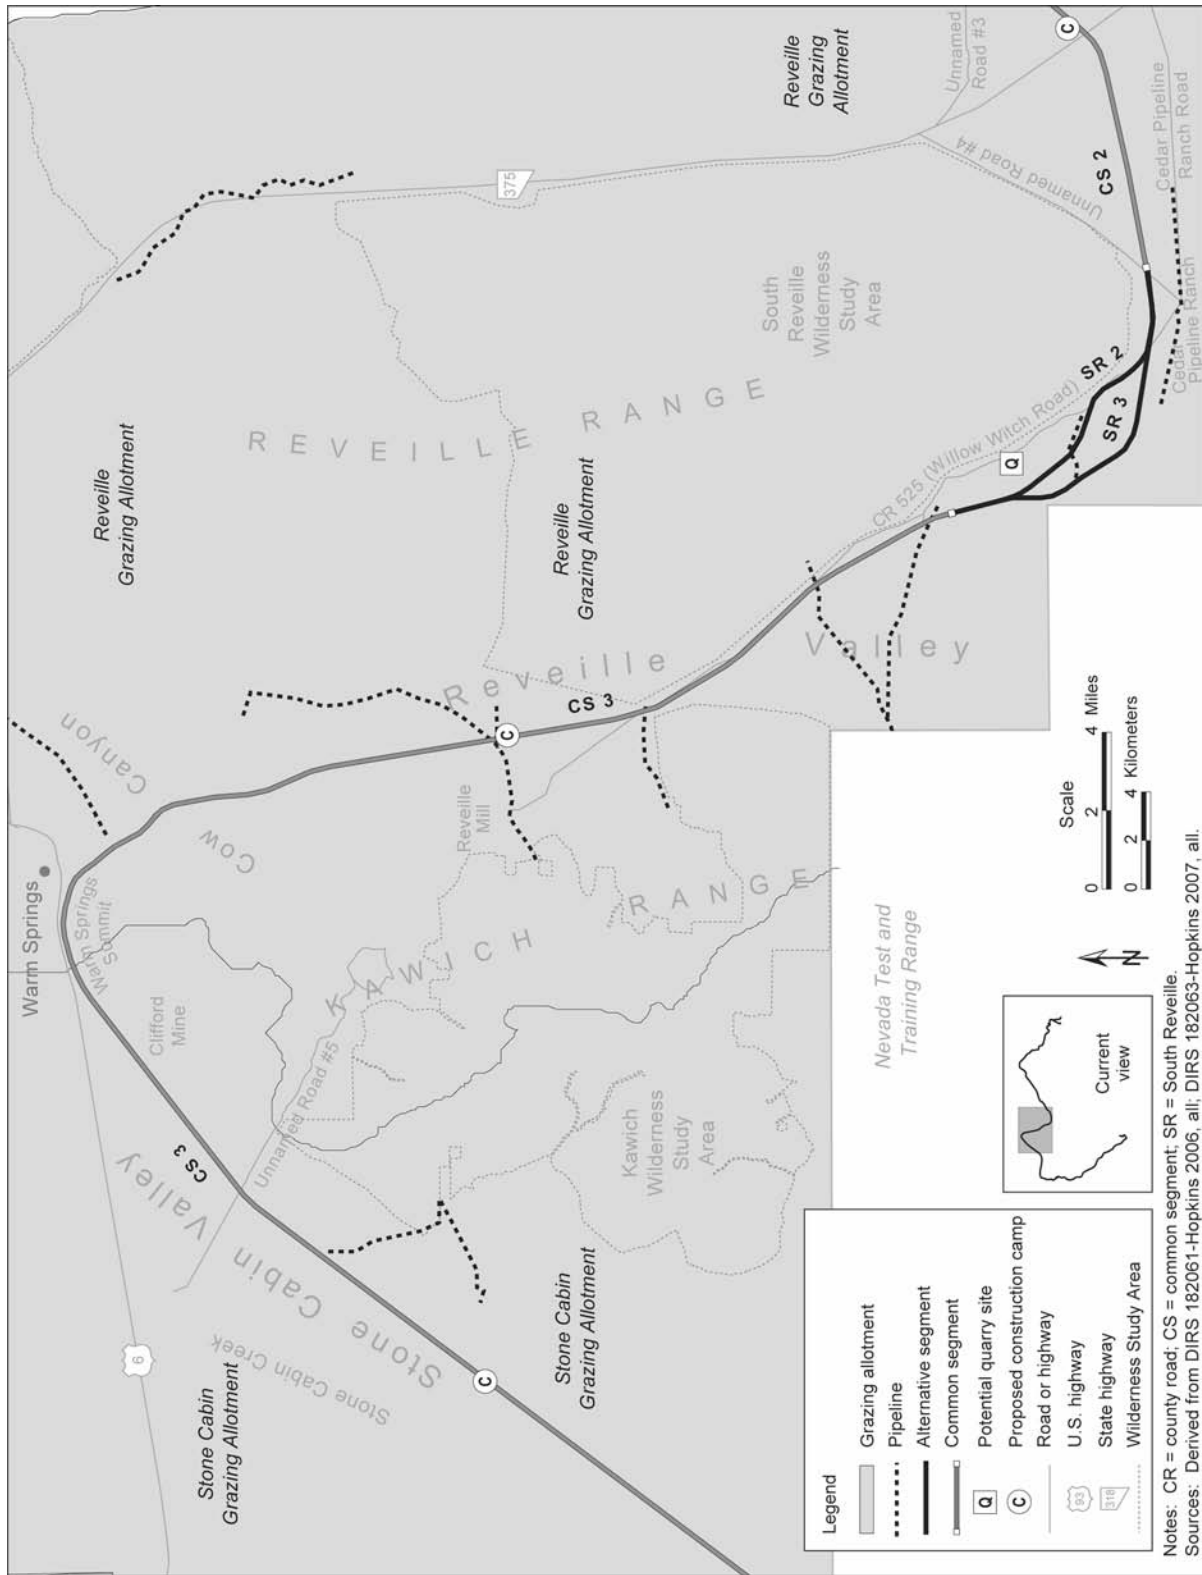 Warm Springs
Warm Springs
Summit
6
Stone Cabin
Grazing Allotment
Stone Cabin Creek
Stone Cabin Valley
CS 3
Clifford
Mine
Unnamed Road #5
Cow Canyon
Reveille
Grazing Allotment
375
Reveille
Mill
KAWICH RANGE
REVEILLE RANGE
C
CS 3
Reveille Valley
Reveille
Grazing Allotment
Stone Cabin
Grazing Allotment
C
Kawich
Wilderness
Study
Area
South
Reveille
Wilderness
Study
Area
Reveille
Grazing
Allotment
Unnamed
Road #3
Unnamed Road #4
CR 525 (Willow Witch Road)
Q
SR 2
SR 3
CS 2
C
Cedar Pipeline
Ranch Road
Cedar
Pipeline Ranch
Nevada Test and
Training Range
Legend
Grazing allotment
Pipeline
Alternative segment
Common segment
Q Potential quarry site
C Proposed construction camp
Road or highway
93 U.S. highway
318 State highway
Wilderness Study Area
Current
view
N
Scale
0 2 4 Miles
0 2 4 Kilometers
Notes: CR = county road; CS = common segment; SR = South Reveille.
Sources: Derived from DIRS 182061-Hopkins 2006, all; DIRS 182063-Hopkins 2007, all.